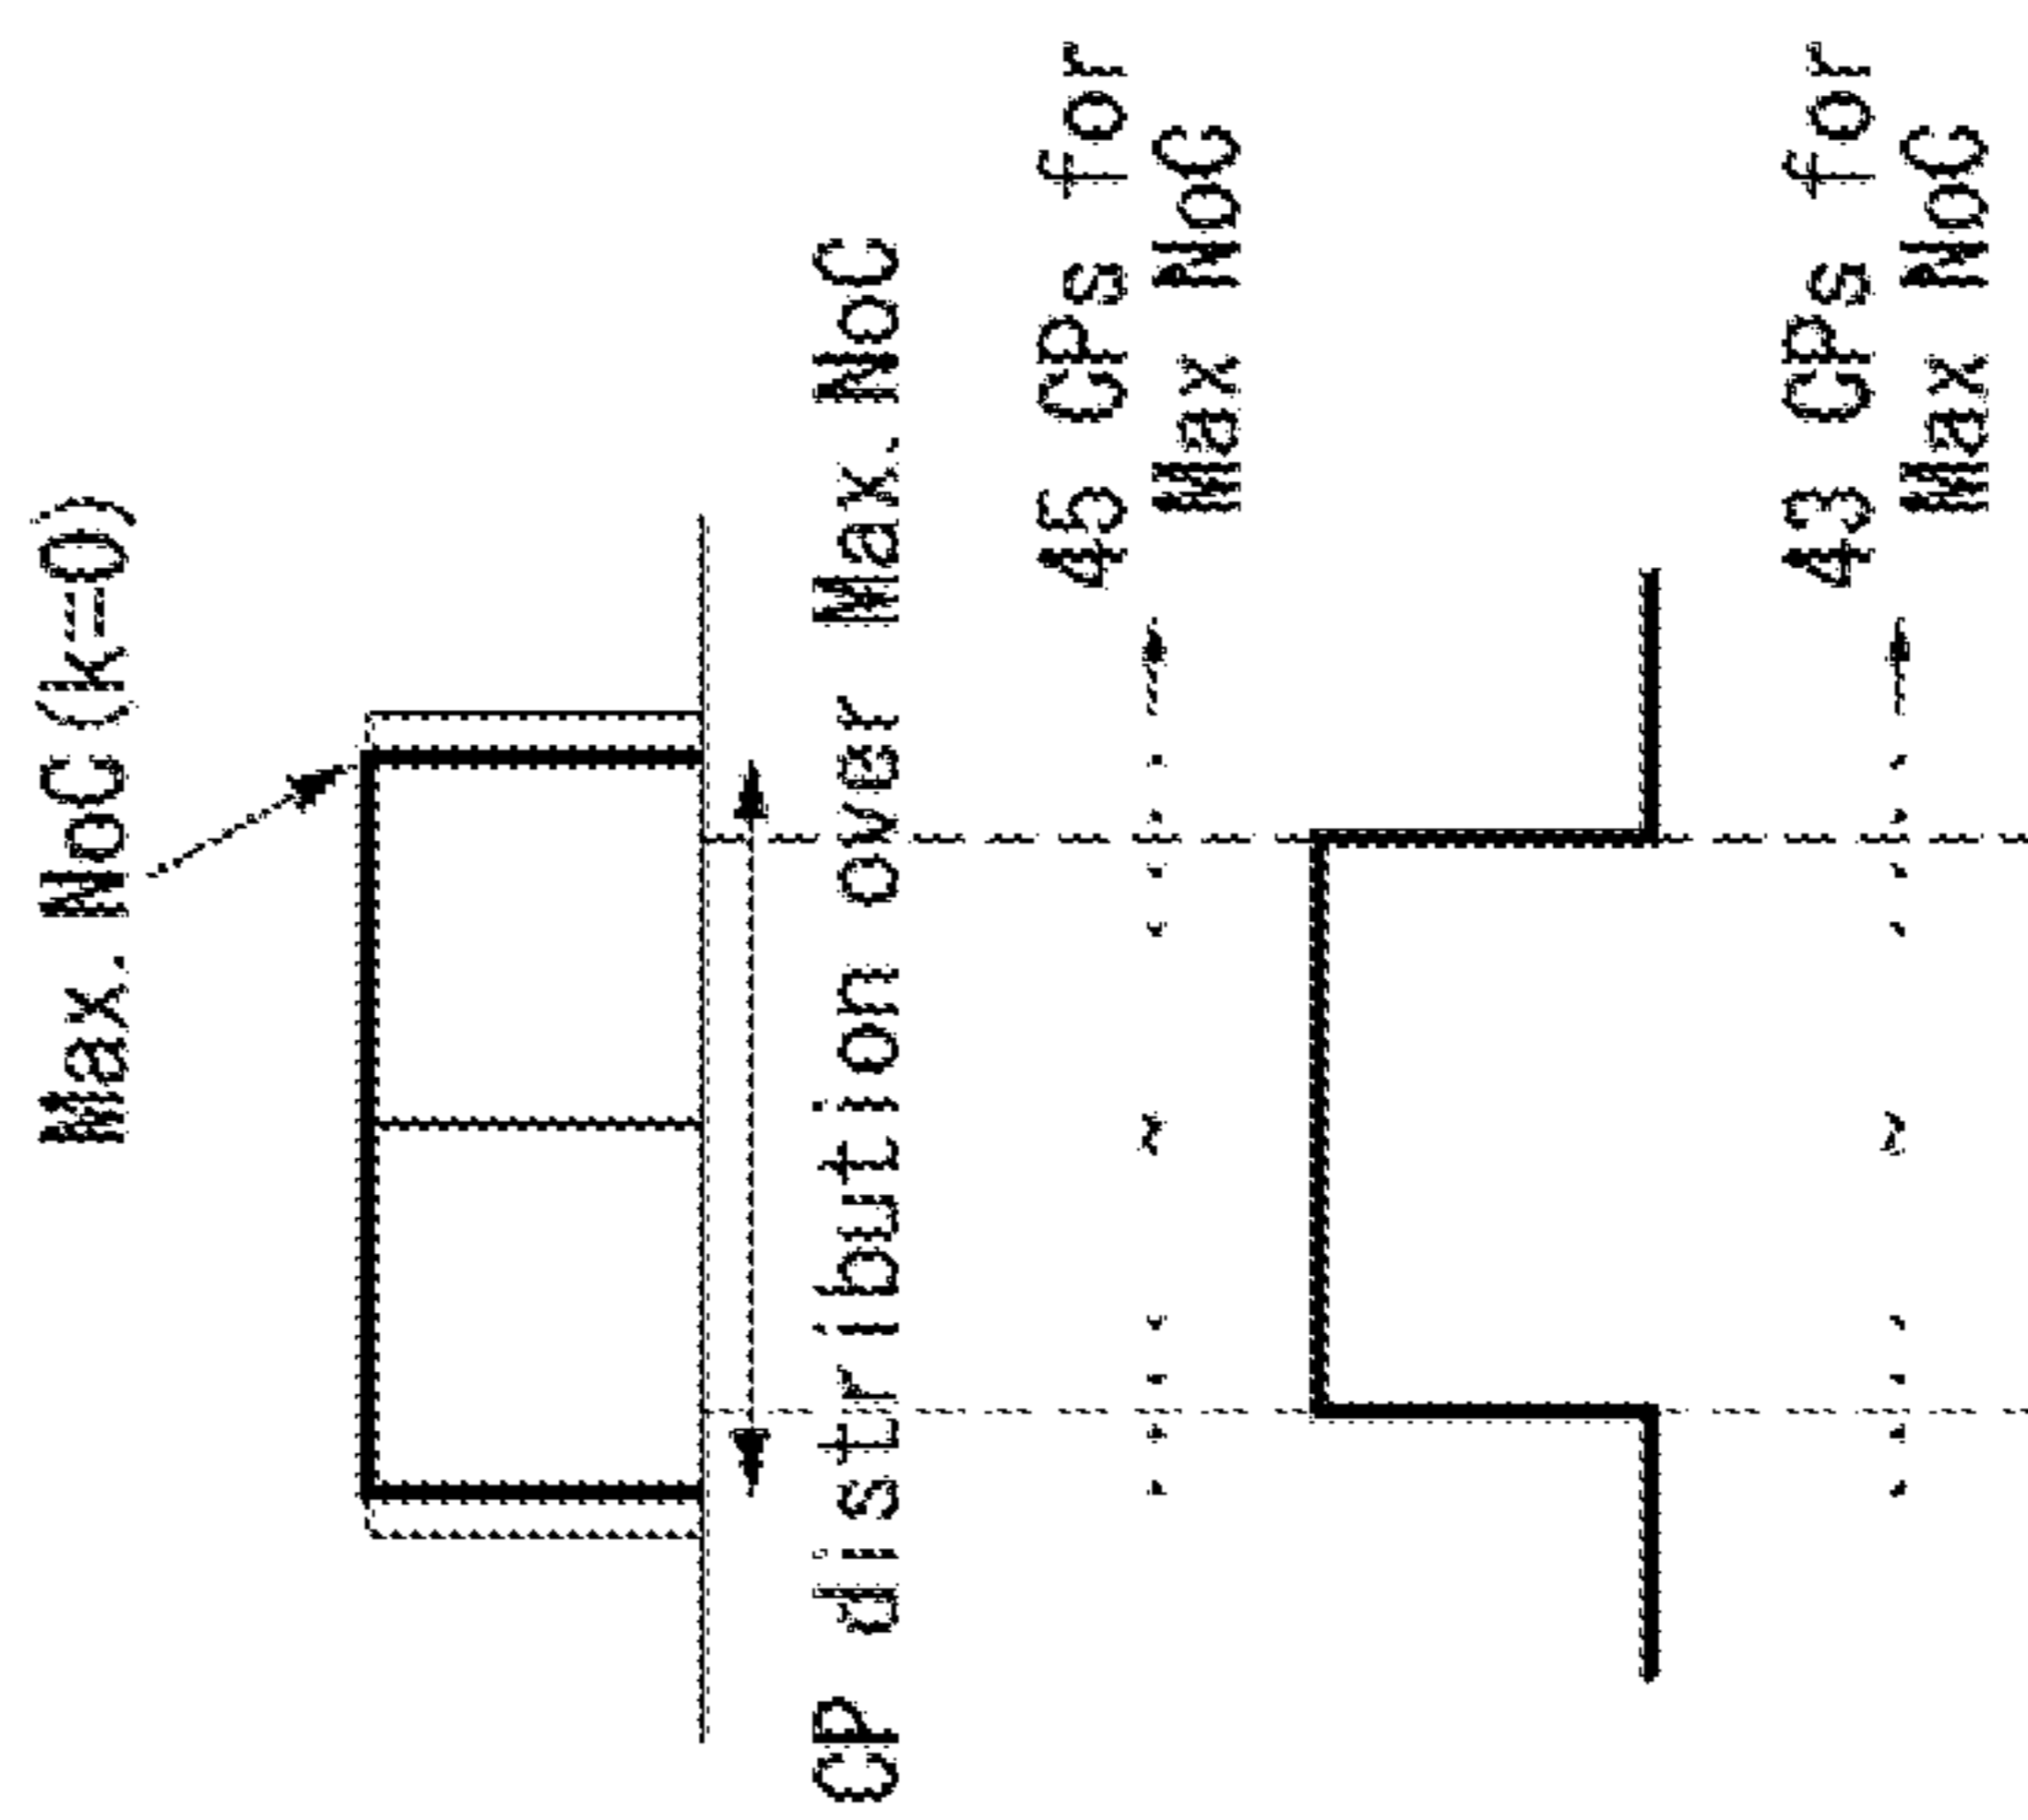 Max. NoC(k=0)
CP distribution over Max. NoC
45 CPs for
Max NoC
43 CPs for
Max NoC